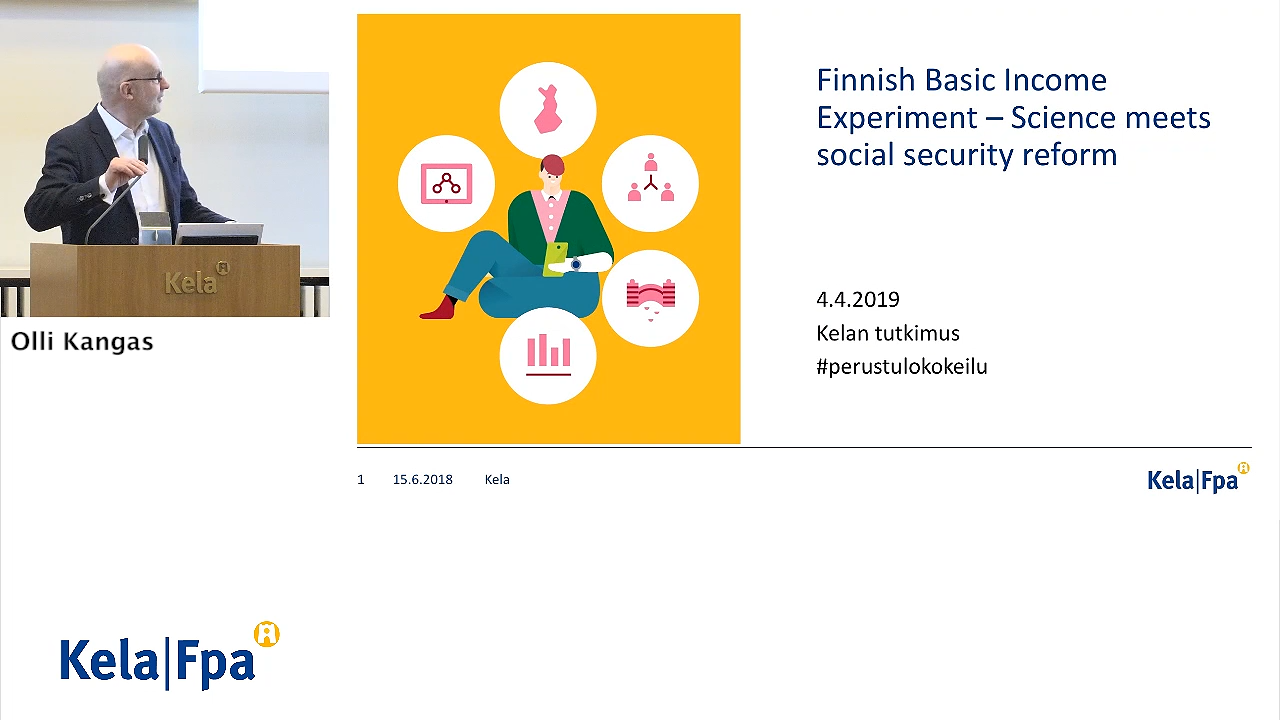 Kela
Olli Kangas
Finnish Basic Income
Experiment – Science meets
social security reform
4.4.2019
Kelan tutkimus
#perustulokokeilu
1 15.6.2018 Kela
Kela|Fpa
Kela|Fpa